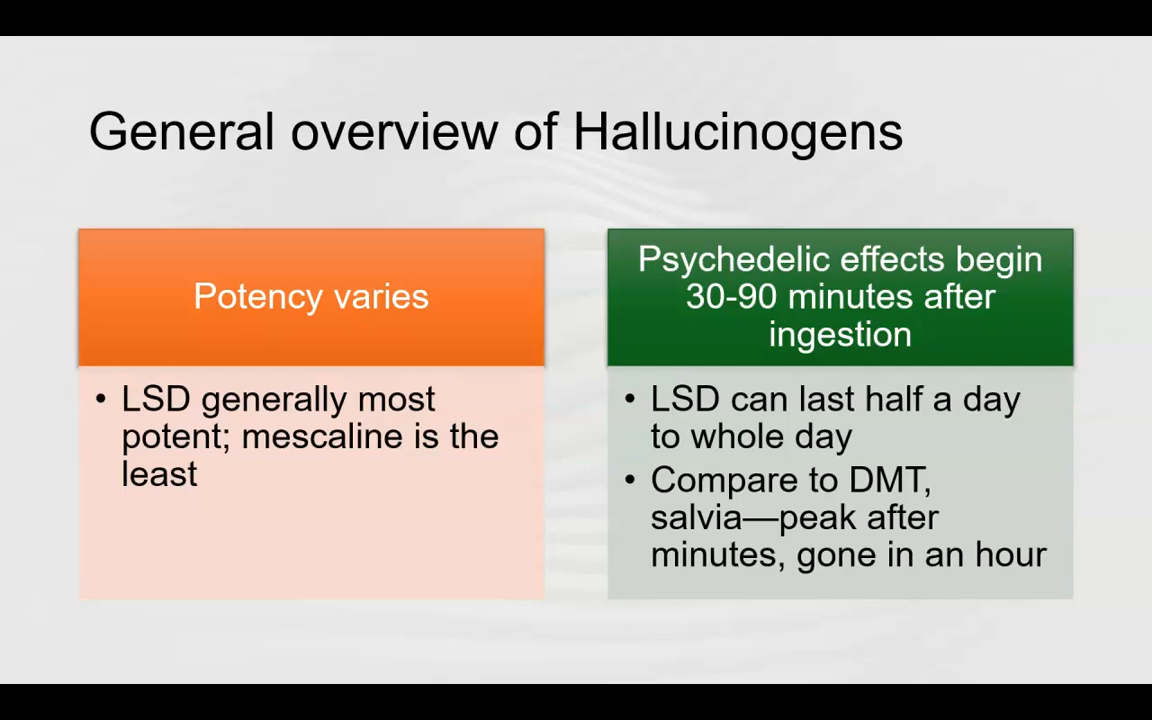 General overview of Hallucinogens
Potency varies
• LSD generally most
potent; mescaline is the
least
Psychedelic effects begin
30-90 minutes after
ingestion
• LSD can last half a day
to whole day
• Compare to DMT,
salvia—peak after
minutes, gone in an hour